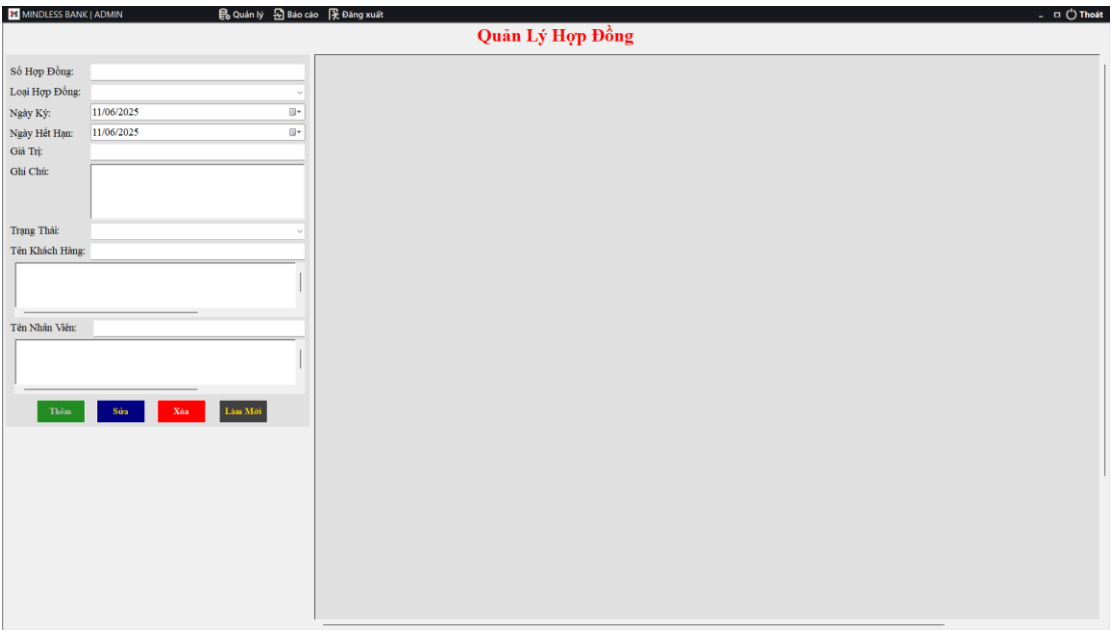 MINDLESS BANK | ADMIN Quản lý Báo cáo Đăng xuất Thoát
Quản Lý Hợp Đồng
Số Hợp Đồng:
Loại Hợp Đồng:
Ngày Ký: 11/06/2025
Ngày Hết Hạn: 11/06/2025
Giá Trị:
Ghi Chú:
Trạng Thái:
Tên Khách Hàng:
Tên Nhân Viên:
Thêm Sửa Xóa Làm Mới